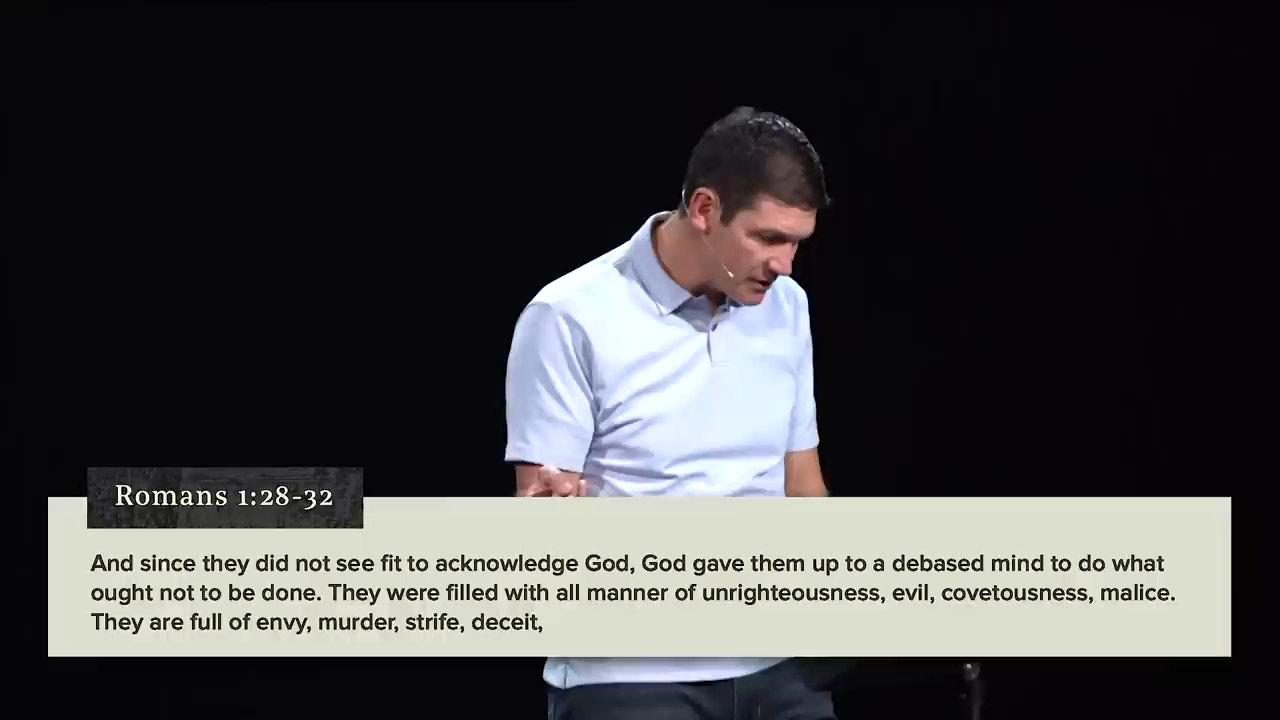 Romans 1:28-32
And since they did not see fit to acknowledge God, God gave them up to a debased mind to do what
ought not to be done. They were filled with all manner of unrighteousness, evil, covetousness, malice.
They are full of envy, murder, strife, deceit,